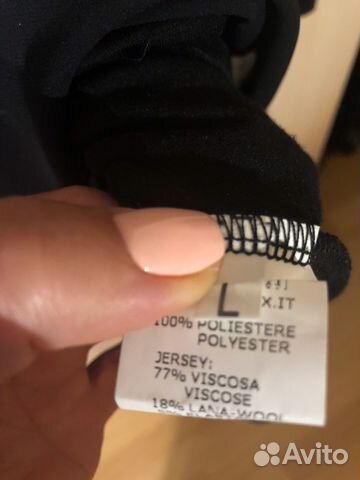 L
X.IT
100% POLIESTERE
POLYESTER
JERSEY:
77% VISCOSA
VISCOSE
18% LANA-WOOL
Avito